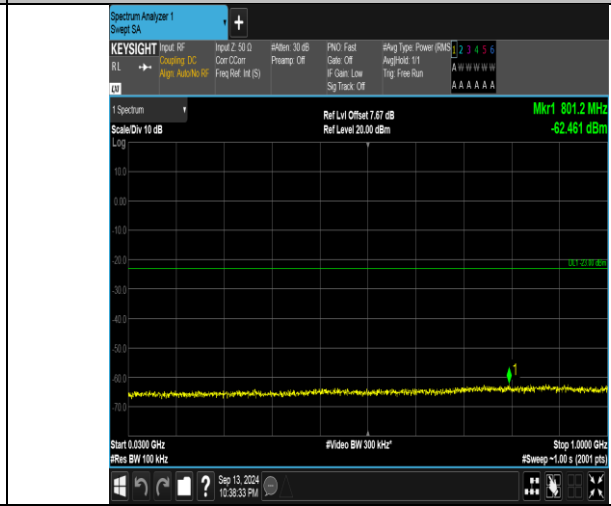 Spectrum Analyzer 1
Swept SA
+
KEYSIGHT Input: RF Input Z: 50 Ω #Atten: 30 dB PNO: Fast #Avg Type: Power (RMS 1 2 3 4 5 6
R L Coupling: DC Corr CCorr Preamp: Off Gate: Off Avg|Hold: 1/1 A W W W W W
Align: Auto/No RF Freq Ref: Int (S) IF Gain: Low Trig: Free Run
Sig Track: Off A A A A A A
LXI
1 Spectrum Ref Lvl Offset 7.67 dB Mkr1 801.2 MHz
Scale/Div 10 dB Ref Level 20.00 dBm -62.461 dBm
Log
10.0
0.00
-10.0
-20.0
DL1 -23.00 dBm
-30.0
-40.0
-50.0
-60.0
1
-70.0
Start 0.0300 GHz #Video BW 300 kHz* Stop 1.0000 GHz
#Res BW 100 kHz #Sweep ~1.00 s (2001 pts)
? Sep 13, 2024
10:38:33 PM